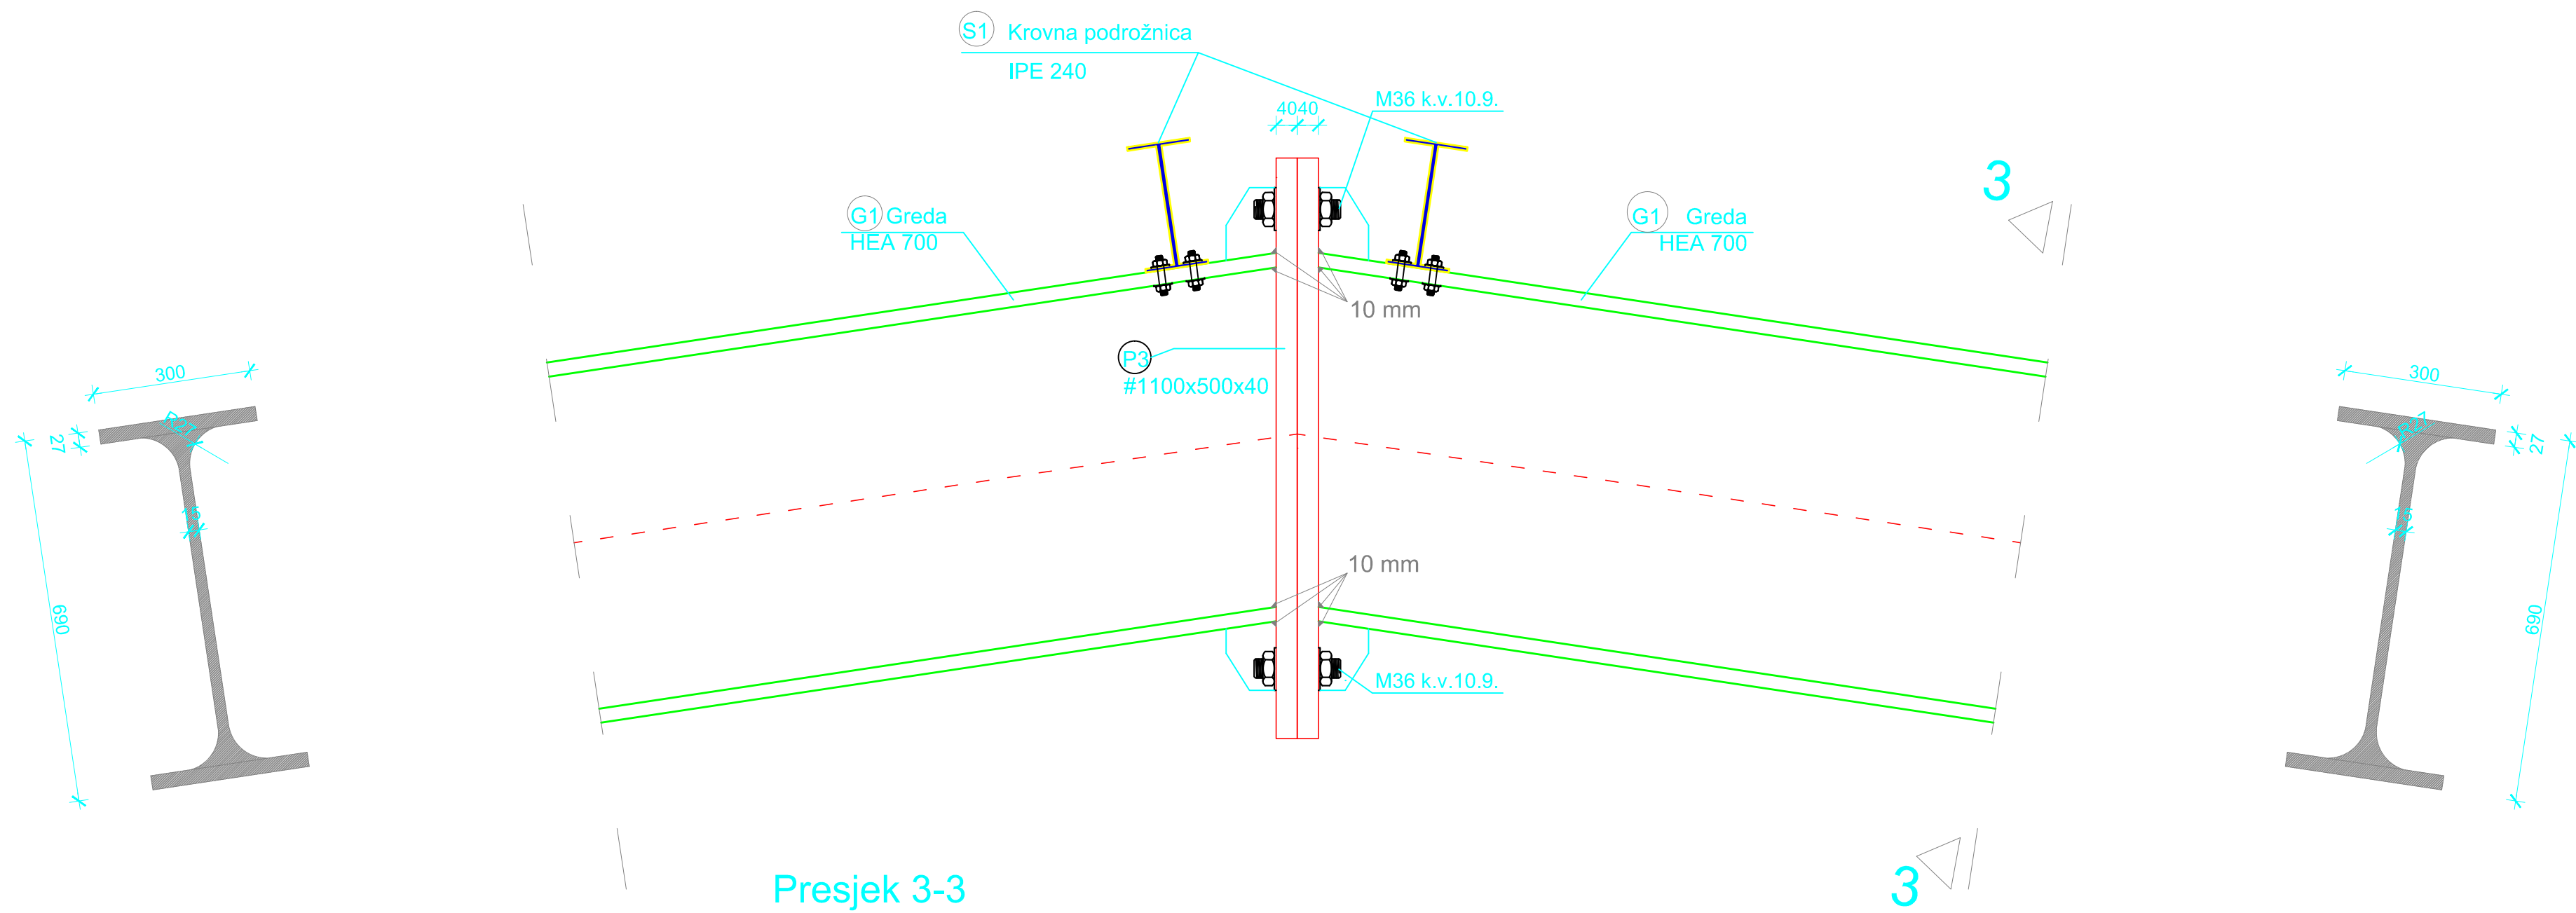 S1 Krovna podrožnica
IPE 240
4040
M36 k.v.10.9.
3
G1 Greda
HEA 700
G1 Greda
HEA 700
10 mm
P3
#1100x500x40
300
R27
27
15
690
300
R27
27
15
690
10 mm
M36 k.v.10.9.
Presjek 3-3
3